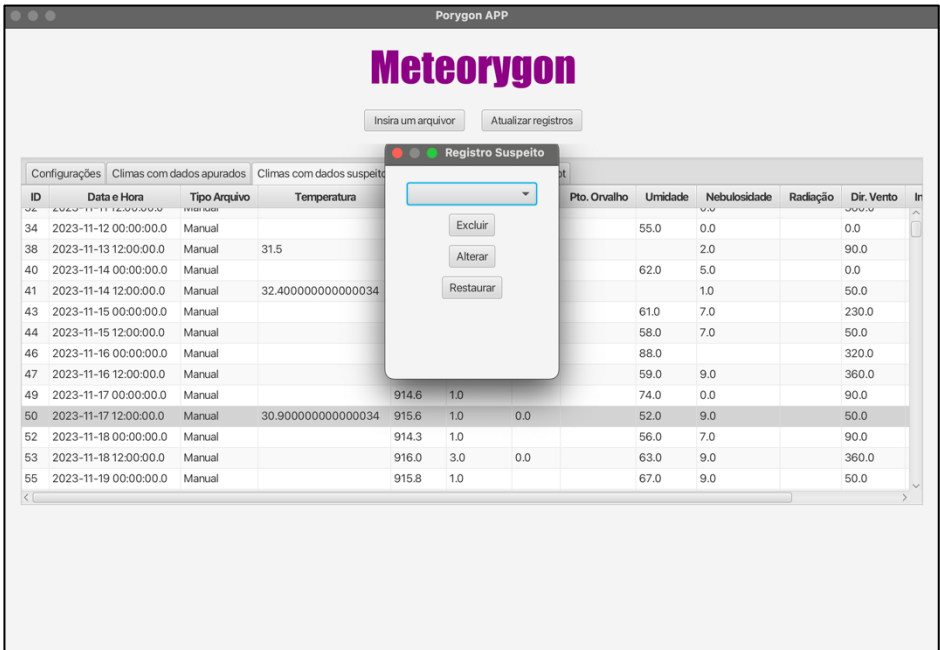 Porygon APP
Meteorygon
Insira um arquivor Atualizar registros
Registro Suspeito
Configurações Climas com dados apurados Climas com dados suspeito
ID Data e Hora Tipo Arquivo Temperatura Pto. Orvalho Umidade Nebulosidade Radiação Dir. Vento In
34 2023-11-12 00:00:00.0 Manual 55.0 0.0 0.0
38 2023-11-13 12:00:00.0 Manual 31.5 2.0 90.0
40 2023-11-14 00:00:00.0 Manual 62.0 5.0 0.0
41 2023-11-14 12:00:00.0 Manual 32.400000000000034 1.0 50.0
43 2023-11-15 00:00:00.0 Manual 61.0 7.0 230.0
44 2023-11-15 12:00:00.0 Manual 58.0 7.0 50.0
46 2023-11-16 00:00:00.0 Manual 88.0 320.0
47 2023-11-16 12:00:00.0 Manual 59.0 9.0 360.0
49 2023-11-17 00:00:00.0 Manual 914.6 1.0 74.0 0.0 90.0
50 2023-11-17 12:00:00.0 Manual 30.900000000000034 915.6 1.0 0.0 52.0 9.0 50.0
52 2023-11-18 00:00:00.0 Manual 914.3 1.0 56.0 7.0 90.0
53 2023-11-18 12:00:00.0 Manual 916.0 3.0 0.0 63.0 9.0 360.0
55 2023-11-19 00:00:00.0 Manual 915.8 1.0 67.0 9.0 50.0
Excluir
Alterar
Restaurar